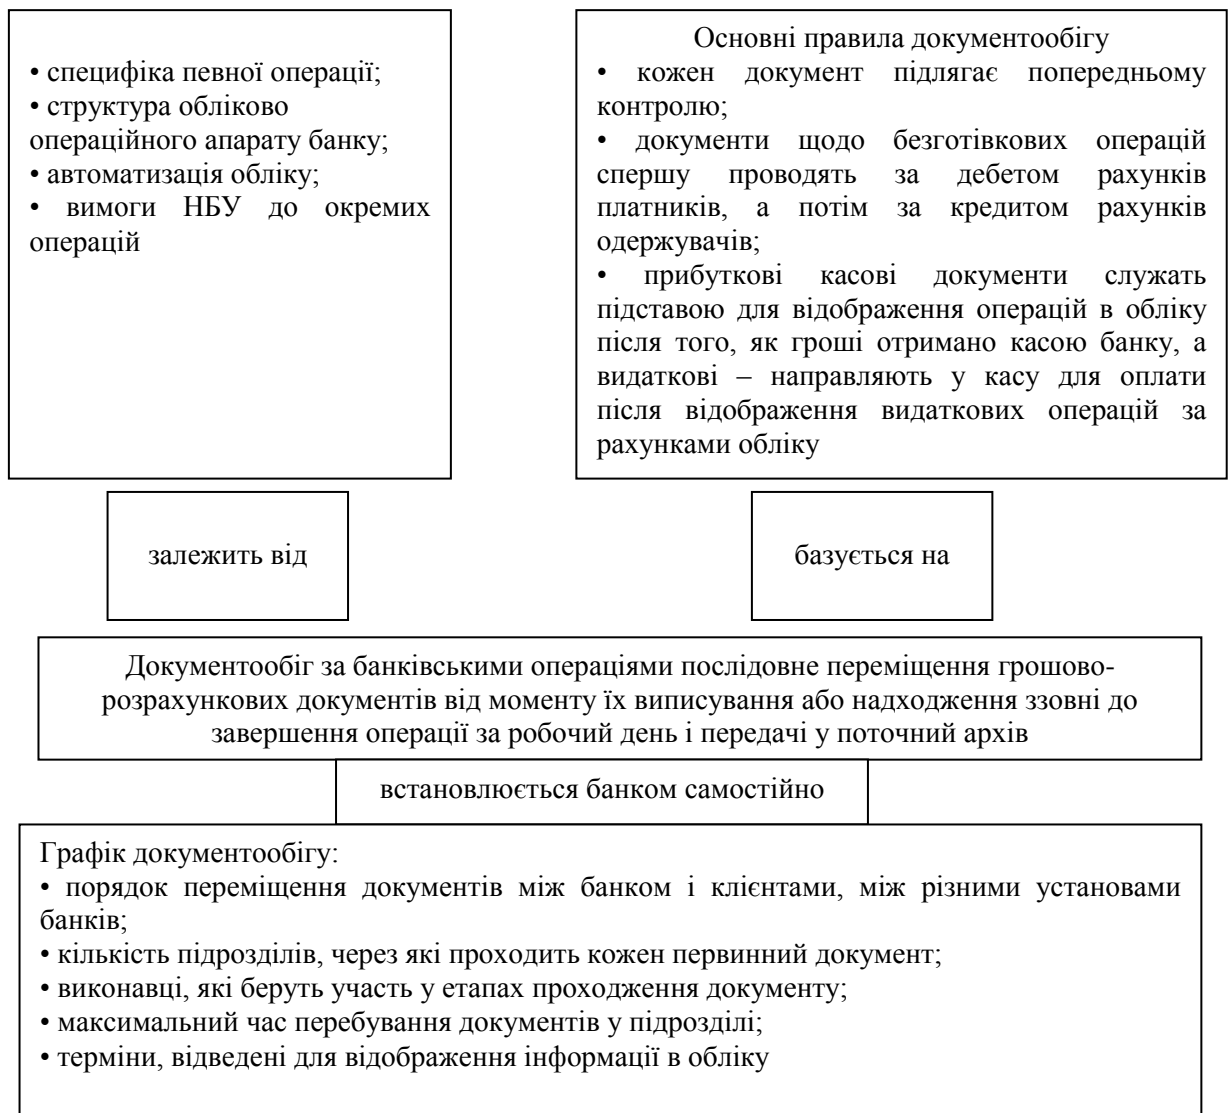 • специфіка певної операції;
• структура обліково
операційного апарату банку;
• автоматизація обліку;
• вимоги НБУ до окремих
операцій
Основні правила документообігу
• кожен документ підлягає попередньому
контролю;
• документи щодо безготівкових операцій
спершу проводять за дебетом рахунків
платників, а потім за кредитом рахунків
одержувачів;
• прибуткові касові документи служать
підставою для відображення операцій в обліку
після того, як гроші отримано касою банку, а
видаткові – направляють у касу для оплати
після відображення видаткових операцій за
рахунками обліку
залежить від
базується на
Документообіг за банківськими операціями послідовне переміщення грошово-
розрахункових документів від моменту їх виписування або надходження ззовні до
завершення операції за робочий день і передачі у поточний архів
встановлюється банком самостійно
Графік документообігу:
• порядок переміщення документів між банком і клієнтами, між різними установами
банків;
• кількість підрозділів, через які проходить кожен первинний документ;
• виконавці, які беруть участь у етапах проходження документу;
• максимальний час перебування документів у підрозділі;
• терміни, відведені для відображення інформації в обліку